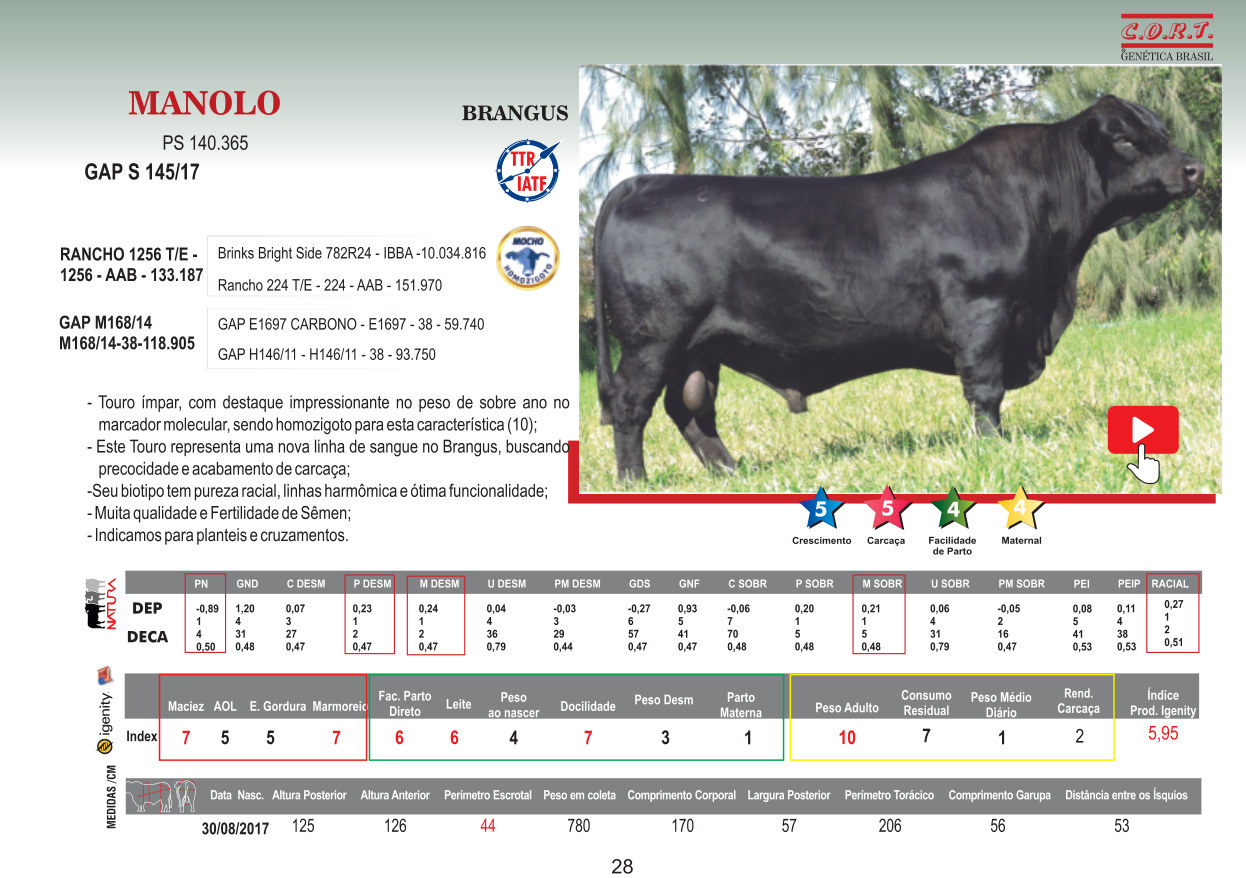 C.O.R.T.
GENÉTICA BRASIL
MANOLO
BRANGUS
PS 140.365
GAP S 145/17
TTR
IATF
RANCHO 1256 T/E -
1256 - AAB - 133.187
Brinks Bright Side 782R24 - IBBA -10.034.816
Rancho 224 T/E - 224 - AAB - 151.970
MOCHO
HOMOZIGOTO
GAP M168/14
M168/14-38-118.905
GAP E1697 CARBONO - E1697 - 38 - 59.740
GAP H146/11 - H146/11 - 38 - 93.750
- Touro ímpar, com destaque impressionante no peso de sobre ano no
marcador molecular, sendo homozigoto para esta característica (10);
- Este Touro representa uma nova linha de sangue no Brangus, buscando
precocidade e acabamento de carcaça;
-Seu biotipo tem pureza racial, linhas harmômica e ótima funcionalidade;
- Muita qualidade e Fertilidade de Sêmen;
- Indicamos para planteis e cruzamentos.
5 5 4 4
Crescimento Carcaça Facilidade de Parto Maternal
NATURA
PN GND C DESM P DESM M DESM U DESM PM DESM GDS GNF C SOBR P SOBR M SOBR U SOBR PM SOBR PEI PEIP RACIAL
DEP -0,89 1,20 0,07 0,23 0,24 0,04 -0,03 -0,27 0,93 -0,06 0,20 0,21 0,06 -0,05 0,08 0,11 0,27
1 4 3 1 1 4 3 6 5 7 1 1 4 2 5 4 1
DECA 4 31 27 2 2 36 29 57 41 70 5 5 31 16 41 38 2
0,50 0,48 0,47 0,47 0,47 0,79 0,44 0,47 0,47 0,48 0,48 0,48 0,79 0,47 0,53 0,53 0,51
igenity
Maciez AOL E. Gordura Marmoreio Fac. Parto Direto Leite Peso ao nascer Docilidade Peso Desm Parto Materna Peso Adulto Consumo Residual Peso Médio Diário Rend. Carcaça Índice Prod. Igenity
Index 7 5 5 7 6 6 4 7 3 1 10 7 1 2 5,95
MEDIDAS /CM
Data Nasc. Altura Posterior Altura Anterior Perímetro Escrotal Peso em coleta Comprimento Corporal Largura Posterior Perímetro Torácico Comprimento Garupa Distância entre os Ísquios
30/08/2017 125 126 44 780 170 57 206 56 53
28